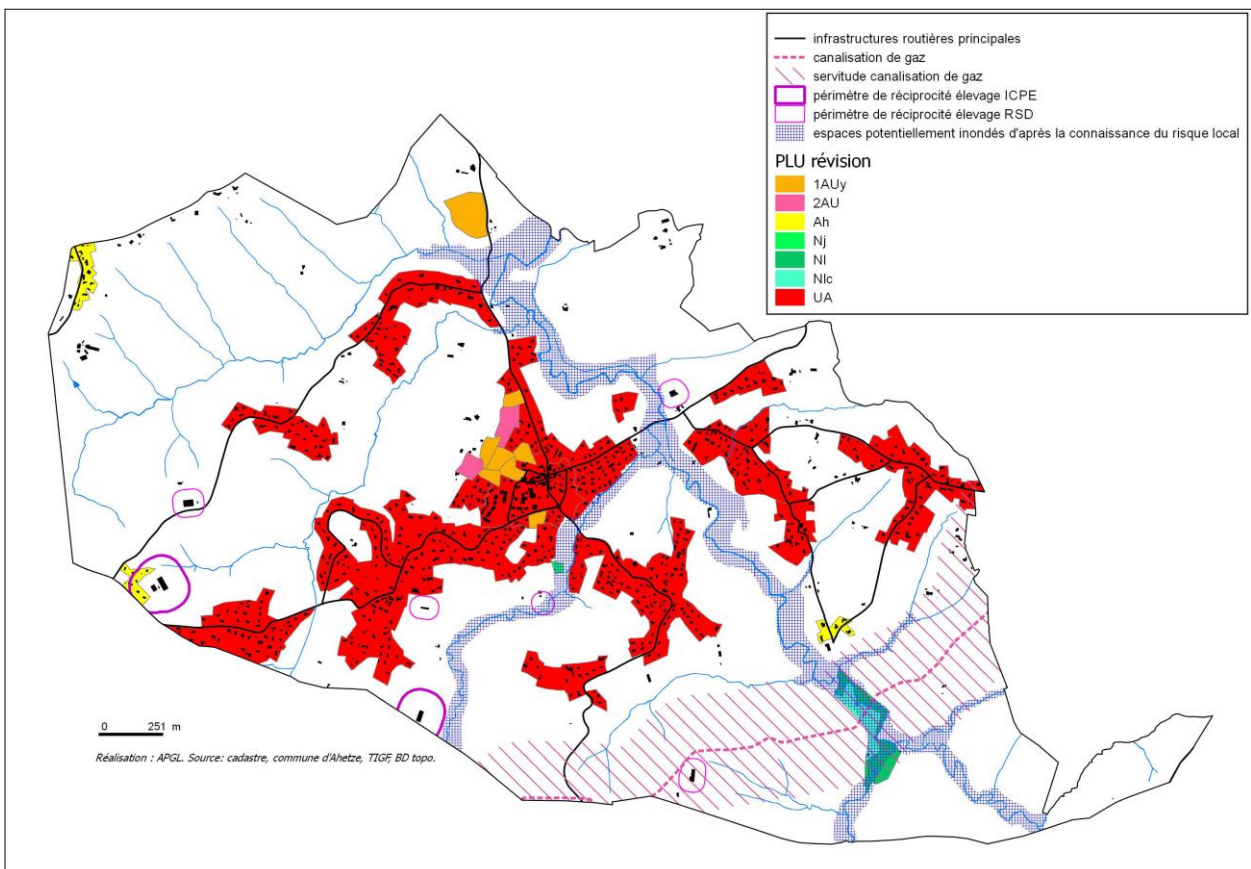 infrastructures routières principales
canalisation de gaz
servitude canalisation de gaz
périmètre de réciprocité élevage ICPE
périmètre de réciprocité élevage RSD
espaces potentiellement inondés d'après la connaissance du risque local
PLU révision
1AUy
2AU
Ah
Nj
Nl
Nlc
UA
0 251 m
Réalisation : APGL. Source: cadastre, commune d'Ahetze, TIGF, BD topo.